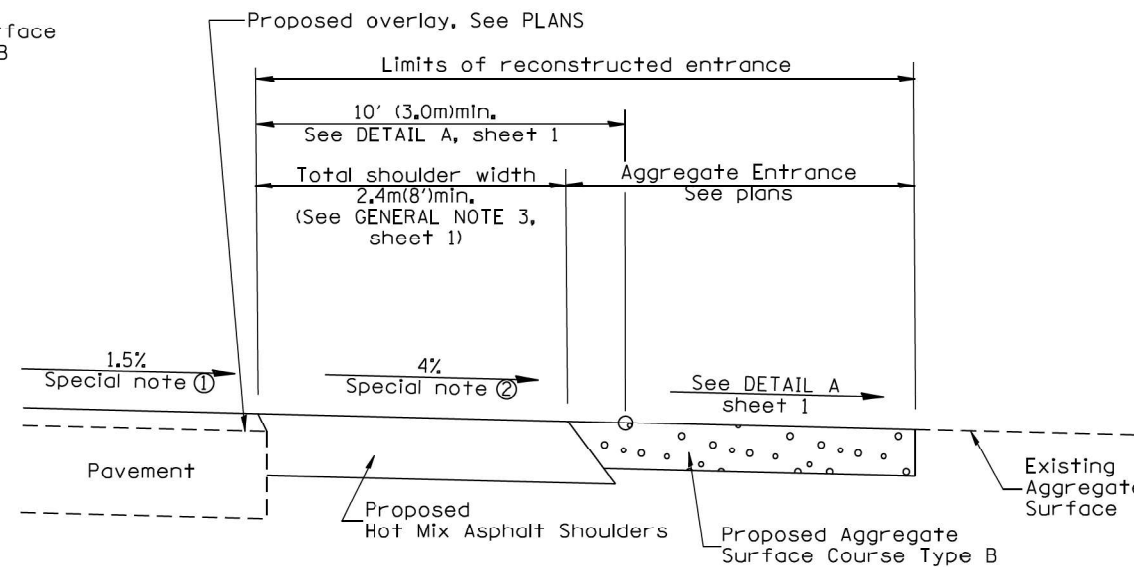 rface
B
Proposed overlay. See PLANS
Limits of reconstructed entrance
10' (3.0m)min.
See DETAIL A, sheet 1
Total shoulder width
2.4m(8')min.
(See GENERAL NOTE 3,
sheet 1)
Aggregate Entrance
See plans
1.5%
Special note ①
4%
Special note ②
See DETAIL A
sheet 1
Pavement
Proposed
Hot Mix Asphalt Shoulders
Proposed Aggregate
Surface Course Type B
Existing
Aggregate
Surface